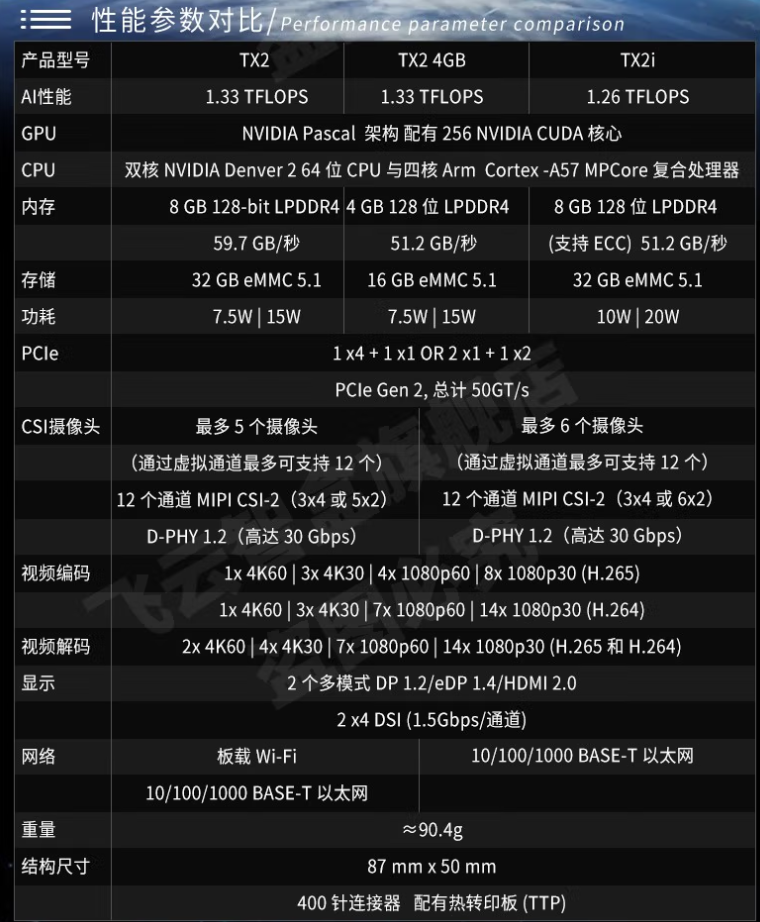 性能参数对比/Performance parameter comparison
产品型号 TX2 TX2 4GB TX2i
AI性能 1.33 TFLOPS 1.33 TFLOPS 1.26 TFLOPS
GPU NVIDIA Pascal 架构 配有 256 NVIDIA CUDA 核心
CPU 双核 NVIDIA Denver 2 64 位 CPU 与四核 Arm Cortex -A57 MPCore 复合处理器
内存 8 GB 128-bit LPDDR4 4 GB 128 位 LPDDR4 8 GB 128 位 LPDDR4
59.7 GB/秒 51.2 GB/秒 (支持 ECC) 51.2 GB/秒
存储 32 GB eMMC 5.1 16 GB eMMC 5.1 32 GB eMMC 5.1
功耗 7.5W | 15W 7.5W | 15W 10W | 20W
PCIe 1 x4 + 1 x1 OR 2 x1 + 1 x2
PCIe Gen 2, 总计 50GT/s
CSI摄像头 最多 5 个摄像头 最多 6 个摄像头
（通过虚拟通道最多可支持 12 个） （通过虚拟通道最多可支持 12 个）
12 个通道 MIPI CSI-2（3x4 或 5x2） 12 个通道 MIPI CSI-2（3x4 或 6x2）
D-PHY 1.2（高达 30 Gbps） D-PHY 1.2（高达 30 Gbps）
视频编码 1x 4K60 | 3x 4K30 | 4x 1080p60 | 8x 1080p30 (H.265)
1x 4K60 | 3x 4K30 | 7x 1080p60 | 14x 1080p30 (H.264)
视频解码 2x 4K60 | 4x 4K30 | 7x 1080p60 | 14x 1080p30 (H.265 和 H.264)
显示 2 个多模式 DP 1.2/eDP 1.4/HDMI 2.0
2 x4 DSI (1.5Gbps/通道)
网络 板载 Wi-Fi 10/100/1000 BASE-T 以太网
10/100/1000 BASE-T 以太网
重量 ≈90.4g
结构尺寸 87 mm x 50 mm
400 针连接器 配有热转印板 (TTP)